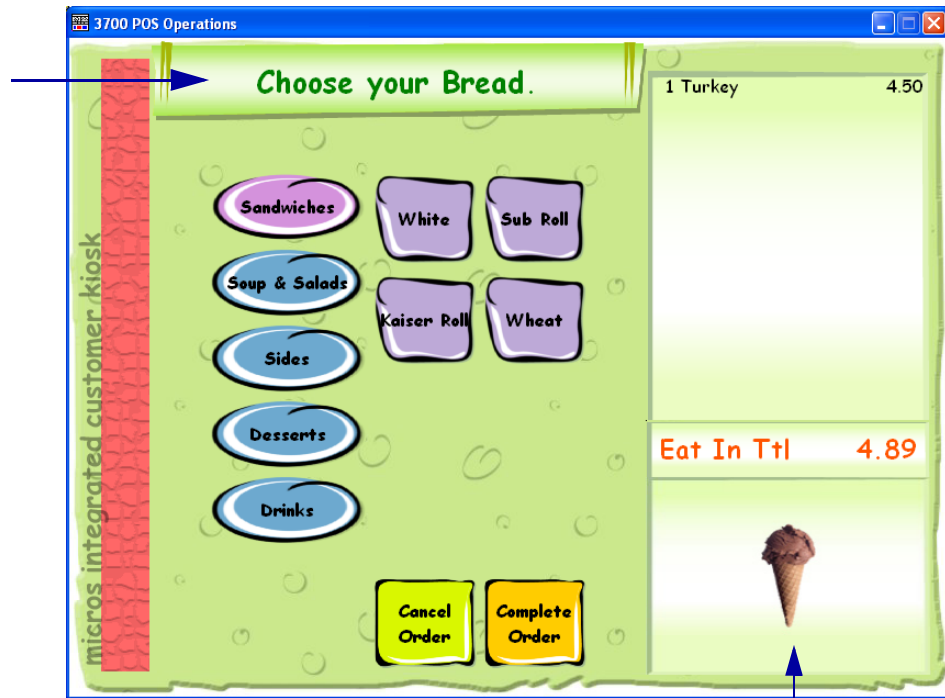 3700 POS Operations
Choose your Bread.
1 Turkey 4.50
Sandwiches
White
Sub Roll
Soup & Salads
Kaiser Roll
Wheat
Sides
Desserts
Drinks
Eat In Ttl 4.89
Cancel
Order
Complete
Order
micros integrated customer kiosk